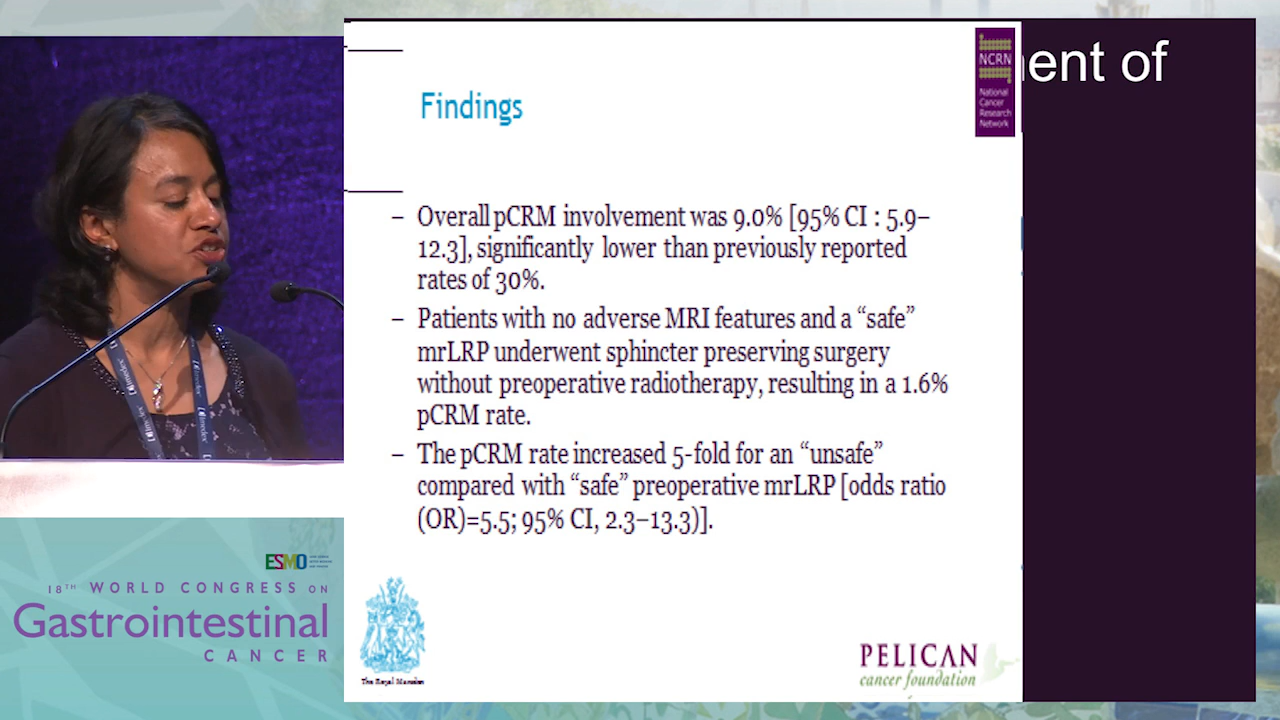 ent of
NCRN
National
Cancer
Research
Network
Findings
– Overall pCRM involvement was 9.0% [95% CI : 5.9–
12.3], significantly lower than previously reported
rates of 30%.
– Patients with no adverse MRI features and a “safe”
mrLRP underwent sphincter preserving surgery
without preoperative radiotherapy, resulting in a 1.6%
pCRM rate.
– The pCRM rate increased 5-fold for an “unsafe”
compared with “safe” preoperative mrLRP [odds ratio
(OR)=5.5; 95% CI, 2.3–13.3)].
The Royal Marsden
PELICAN
cancer foundation
Imedex
Imedex
ESMO
18TH WORLD CONGRESS ON
Gastrointestinal
CANCER